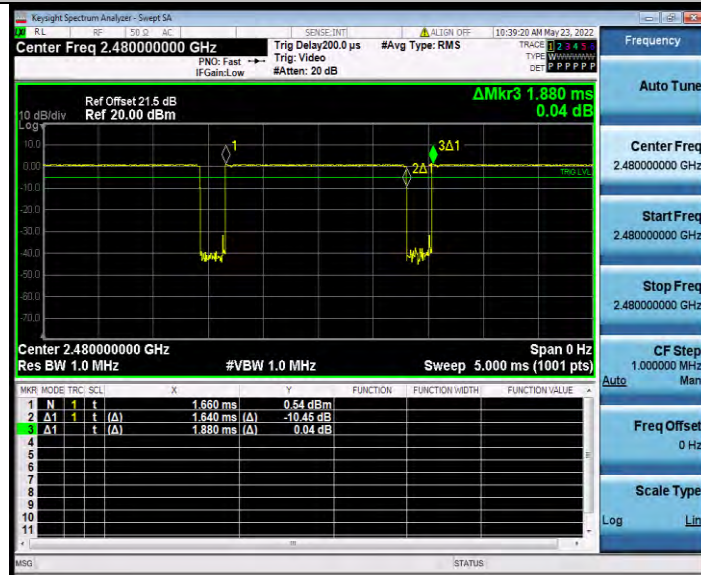 Keysight Spectrum Analyzer - Swept SA
RL RF 50 Ω AC SENSE:INT ALIGN OFF 10:39:20 AM May 23, 2022
Center Freq 2.480000000 GHz
PNO: Fast
IFGain:Low
Trig Delay200.0 µs
Trig: Video
#Atten: 20 dB
#Avg Type: RMS
TRACE 1 2 3 4 5 6
TYPE W
DET P P P P P P
Ref Offset 21.5 dB
10 dB/div Ref 20.00 dBm
Log
ΔMkr3 1.880 ms
0.04 dB
10.0
0.00
-10.0
-20.0
-30.0
-40.0
-50.0
-60.0
-70.0
1
2Δ1
3Δ1
TRIG LVL
Center 2.480000000 GHz Span 0 Hz
Res BW 1.0 MHz #VBW 1.0 MHz Sweep 5.000 ms (1001 pts)
MKR MODE TRC SCL X Y FUNCTION FUNCTION WIDTH FUNCTION VALUE
1 N 1 t 1.660 ms 0.54 dBm
2 Δ1 1 t (Δ) 1.640 ms (Δ) -10.45 dB
3 Δ1 t (Δ) 1.880 ms (Δ) 0.04 dB
4
5
6
7
8
9
10
11
MSG STATUS
Frequency
Auto Tune
Center Freq
2.480000000 GHz
Start Freq
2.480000000 GHz
Stop Freq
2.480000000 GHz
CF Step
1.000000 MHz
Auto Man
Freq Offset
0 Hz
Scale Type
Log Lin